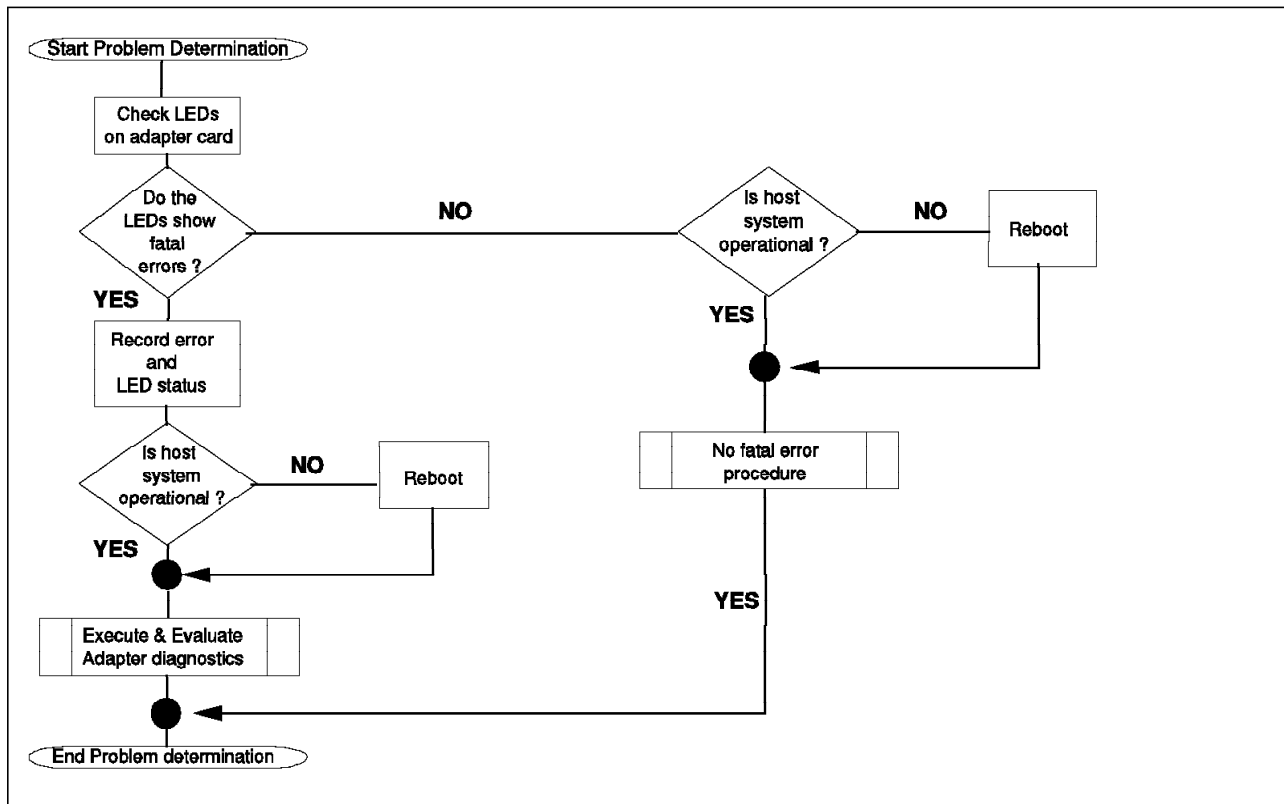 Start Problem Determination
Check LEDs
on adapter card
Do the
LEDs show
fatal
errors ?
NO
Is host
system
operational ?
NO
Reboot
YES
Record error
and
LED status
YES
Is host
system
operational ?
NO
Reboot
No fatal error
procedure
YES
YES
Execute & Evaluate
Adapter diagnostics
End Problem determination